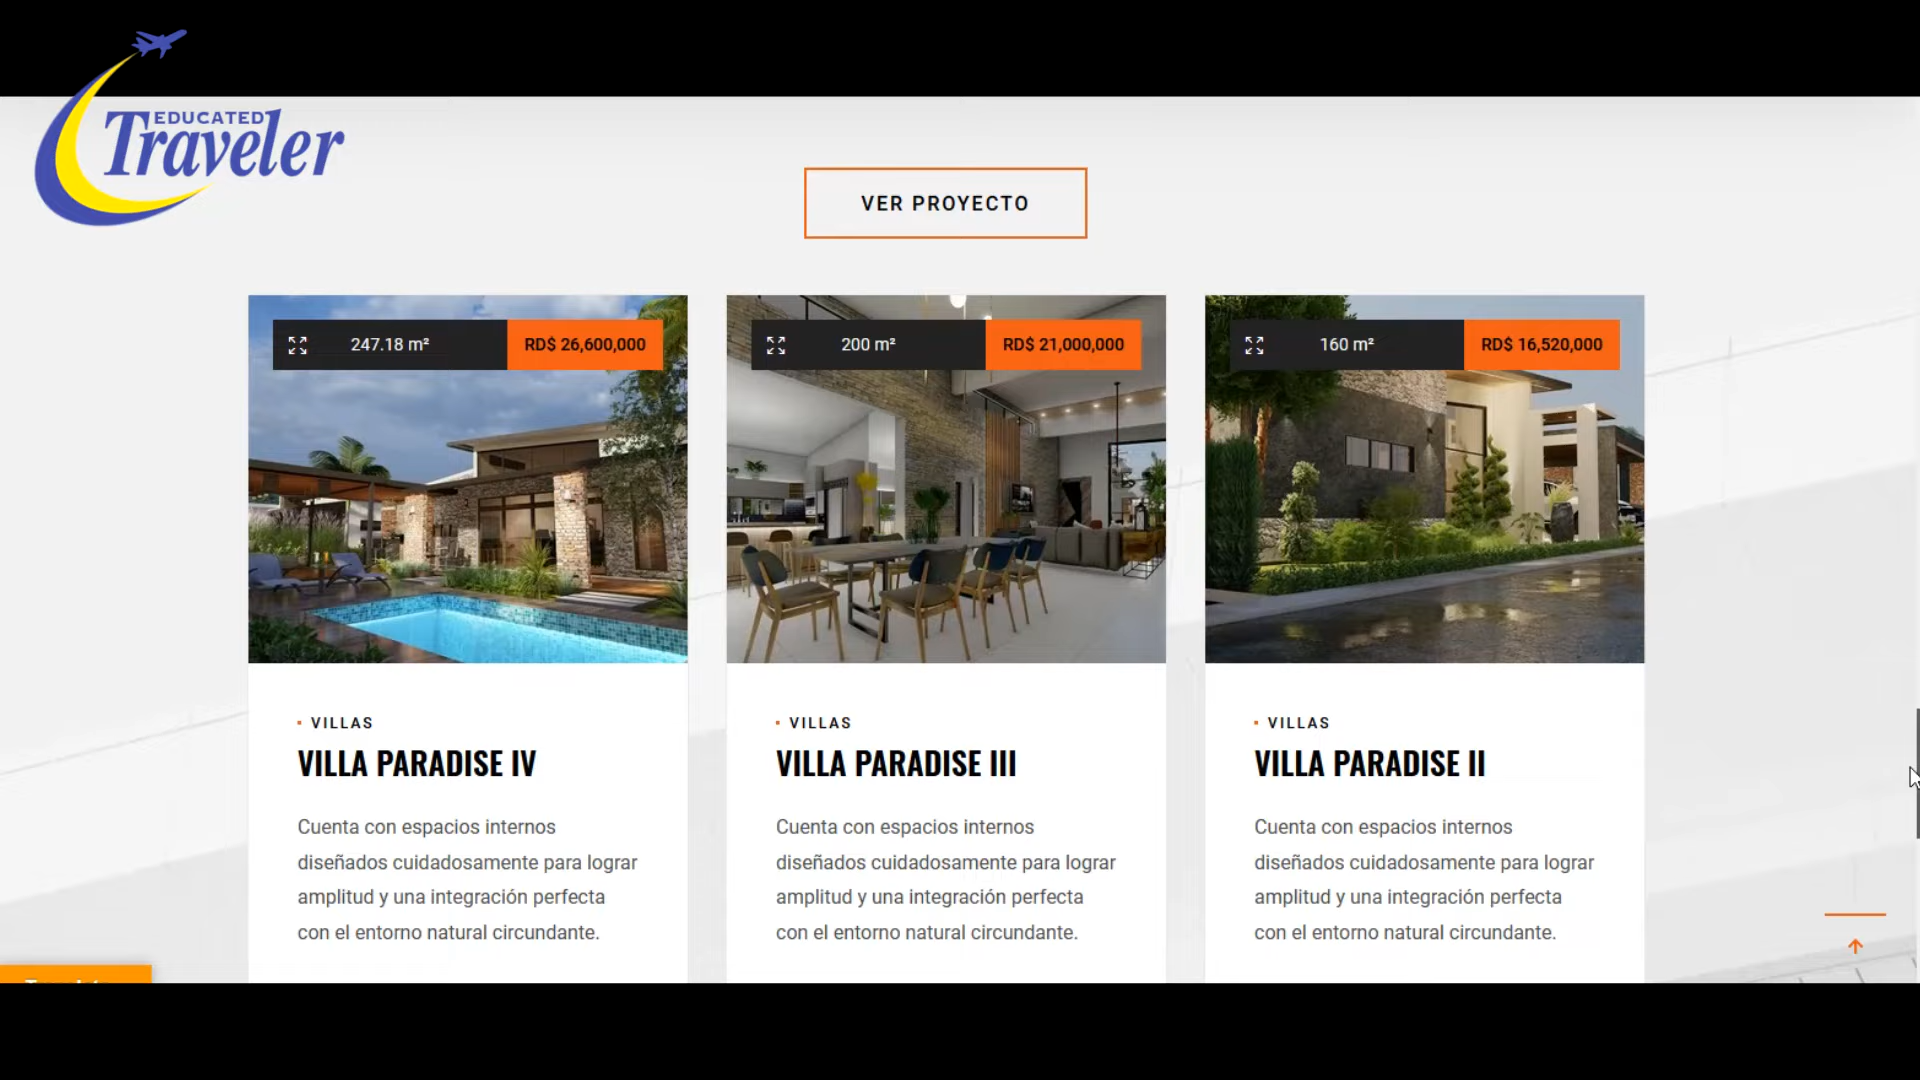 EDUCATED
Traveler
VER PROYECTO
247.18 m²
RD$ 26,600,000
200 m²
RD$ 21,000,000
160 m²
RD$ 16,520,000
VILLAS
VILLA PARADISE IV
Cuenta con espacios internos
diseñados cuidadosamente para lograr
amplitud y una integración perfecta
con el entorno natural circundante.
VILLAS
VILLA PARADISE III
Cuenta con espacios internos
diseñados cuidadosamente para lograr
amplitud y una integración perfecta
con el entorno natural circundante.
VILLAS
VILLA PARADISE II
Cuenta con espacios internos
diseñados cuidadosamente para lograr
amplitud y una integración perfecta
con el entorno natural circundante.